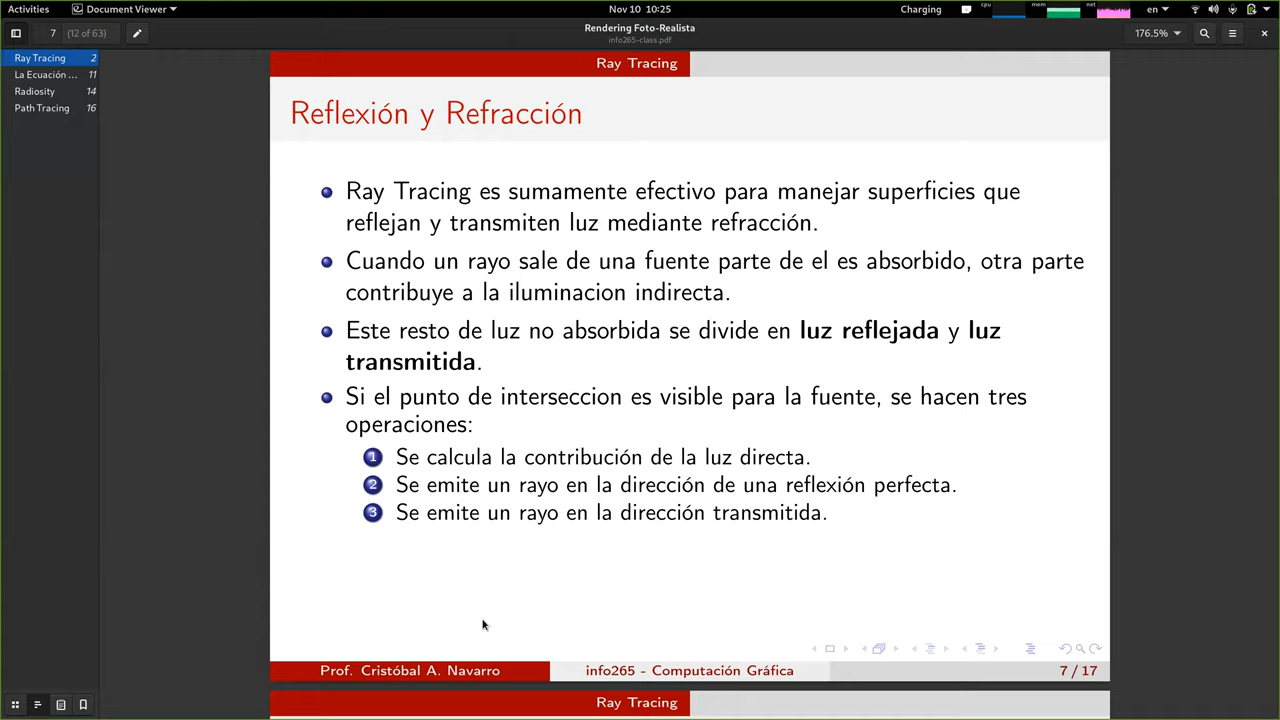 Activities
Document Viewer
Nov 10 10:25
Charging
cpu
mem
net
en
7
(12 of 63)
Rendering Foto-Realista
info265-class.pdf
176.5%
Ray Tracing 2
La Ecuación ... 11
Radiosity 14
Path Tracing 16
Ray Tracing
Reflexión y Refracción
Ray Tracing es sumamente efectivo para manejar superficies que
reflejan y transmiten luz mediante refracción.
Cuando un rayo sale de una fuente parte de el es absorbido, otra parte
contribuye a la iluminacion indirecta.
Este resto de luz no absorbida se divide en luz reflejada y luz
transmitida.
Si el punto de interseccion es visible para la fuente, se hacen tres
operaciones:
1 Se calcula la contribución de la luz directa.
2 Se emite un rayo en la dirección de una reflexión perfecta.
3 Se emite un rayo en la dirección transmitida.
Prof. Cristóbal A. Navarro
info265 - Computación Gráfica
7 / 17
Ray Tracing